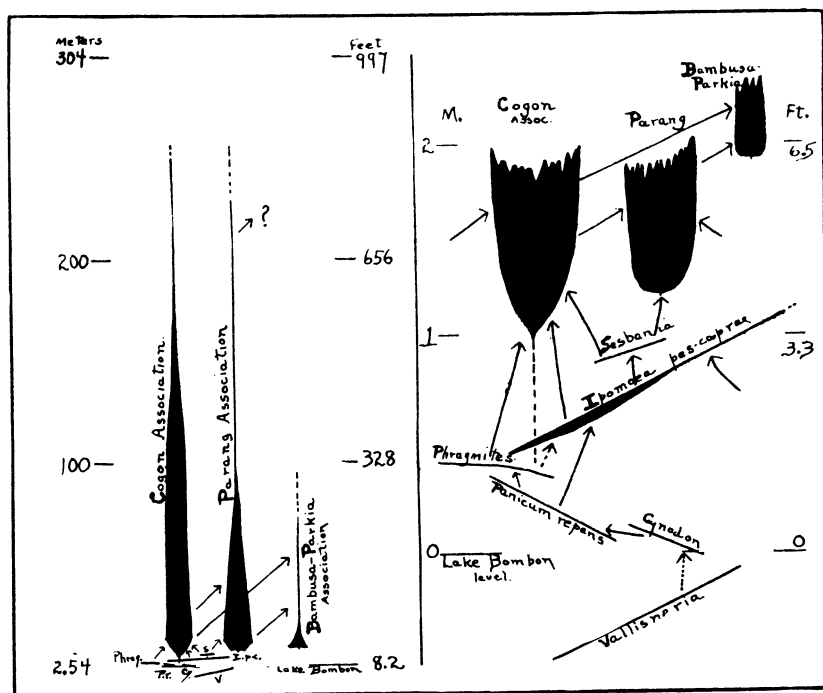 Meters
304
200
100
2.54
feet
997
656
328
8.2
Cogon Association
Parang Association
?
Bambusa-Parkia
Association
Phrag.
P.r.
C.
S
V
I.p.c.
Lake Bombon
M.
2
1
0
Cogon
Assoc.
Parang
Bambusa-
Parkia
Ft.
6.5
3.3
0
Sesbania
Ipomoea pes-caprae
Phragmites
Panicum repens
Cynodon
Lake Bombon
level.
Vallisneria